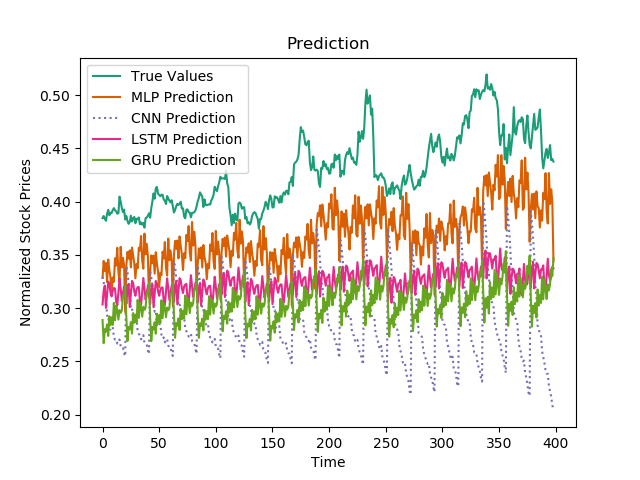 Prediction
True Values
MLP Prediction
CNN Prediction
LSTM Prediction
GRU Prediction
Normalized Stock Prices
0.50
0.45
0.40
0.35
0.30
0.25
0.20
0 50 100 150 200 250 300 350 400
Time